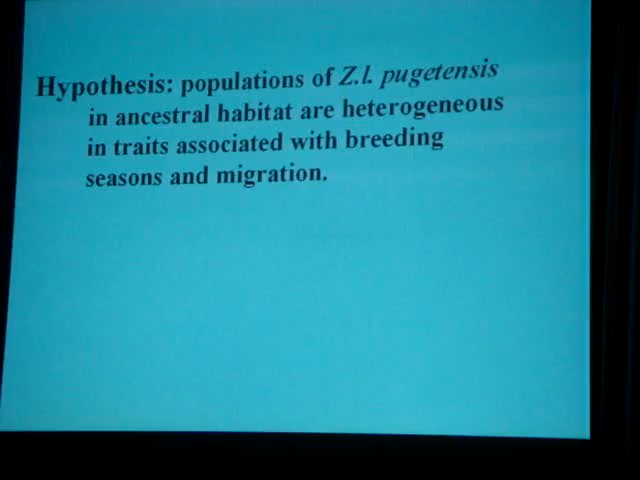 Hypothesis: populations of Z.l. pugetensis
in ancestral habitat are heterogeneous
in traits associated with breeding
seasons and migration.